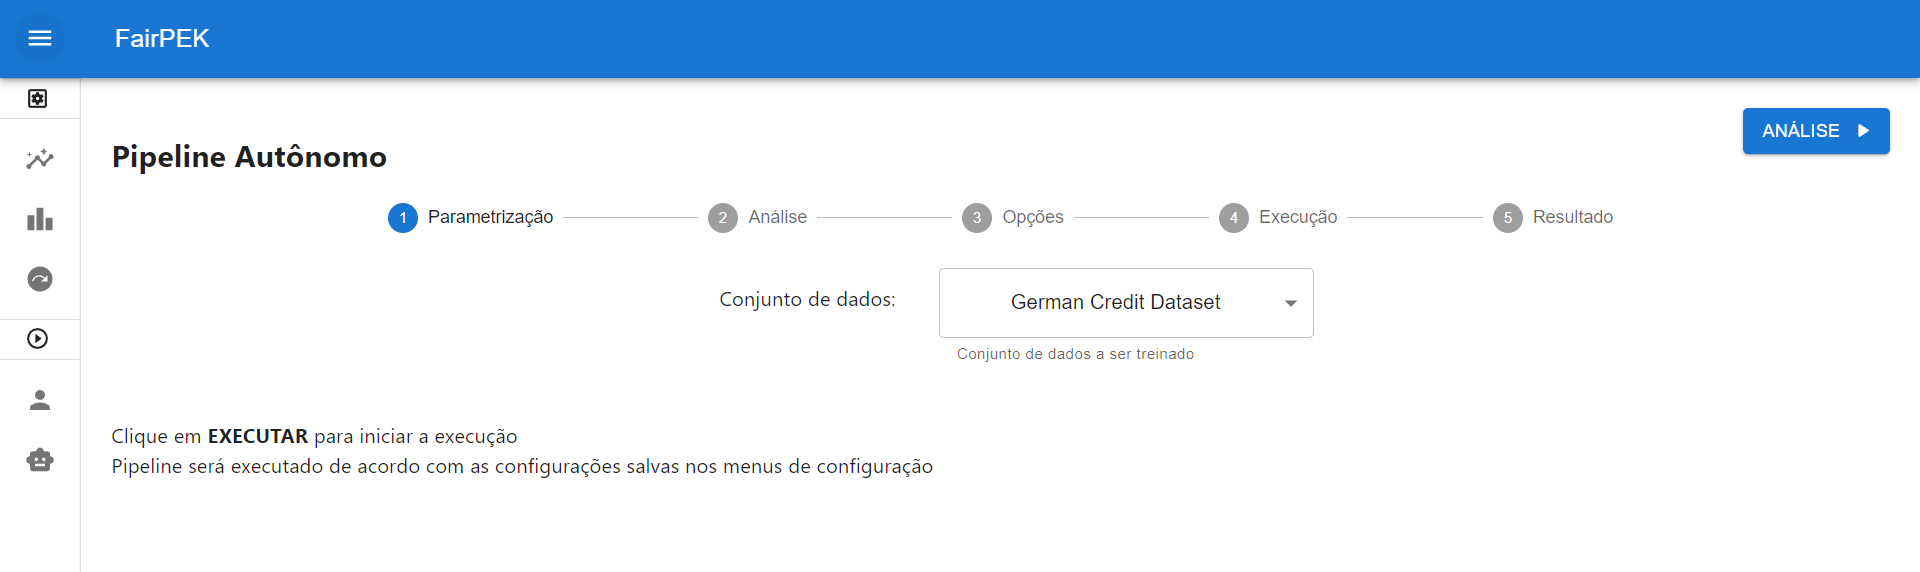 FairPEK
ANÁLISE
Pipeline Autônomo
1 Parametrização 2 Análise 3 Opções 4 Execução 5 Resultado
Conjunto de dados: German Credit Dataset
Conjunto de dados a ser treinado
Clique em EXECUTAR para iniciar a execução
Pipeline será executado de acordo com as configurações salvas nos menus de configuração